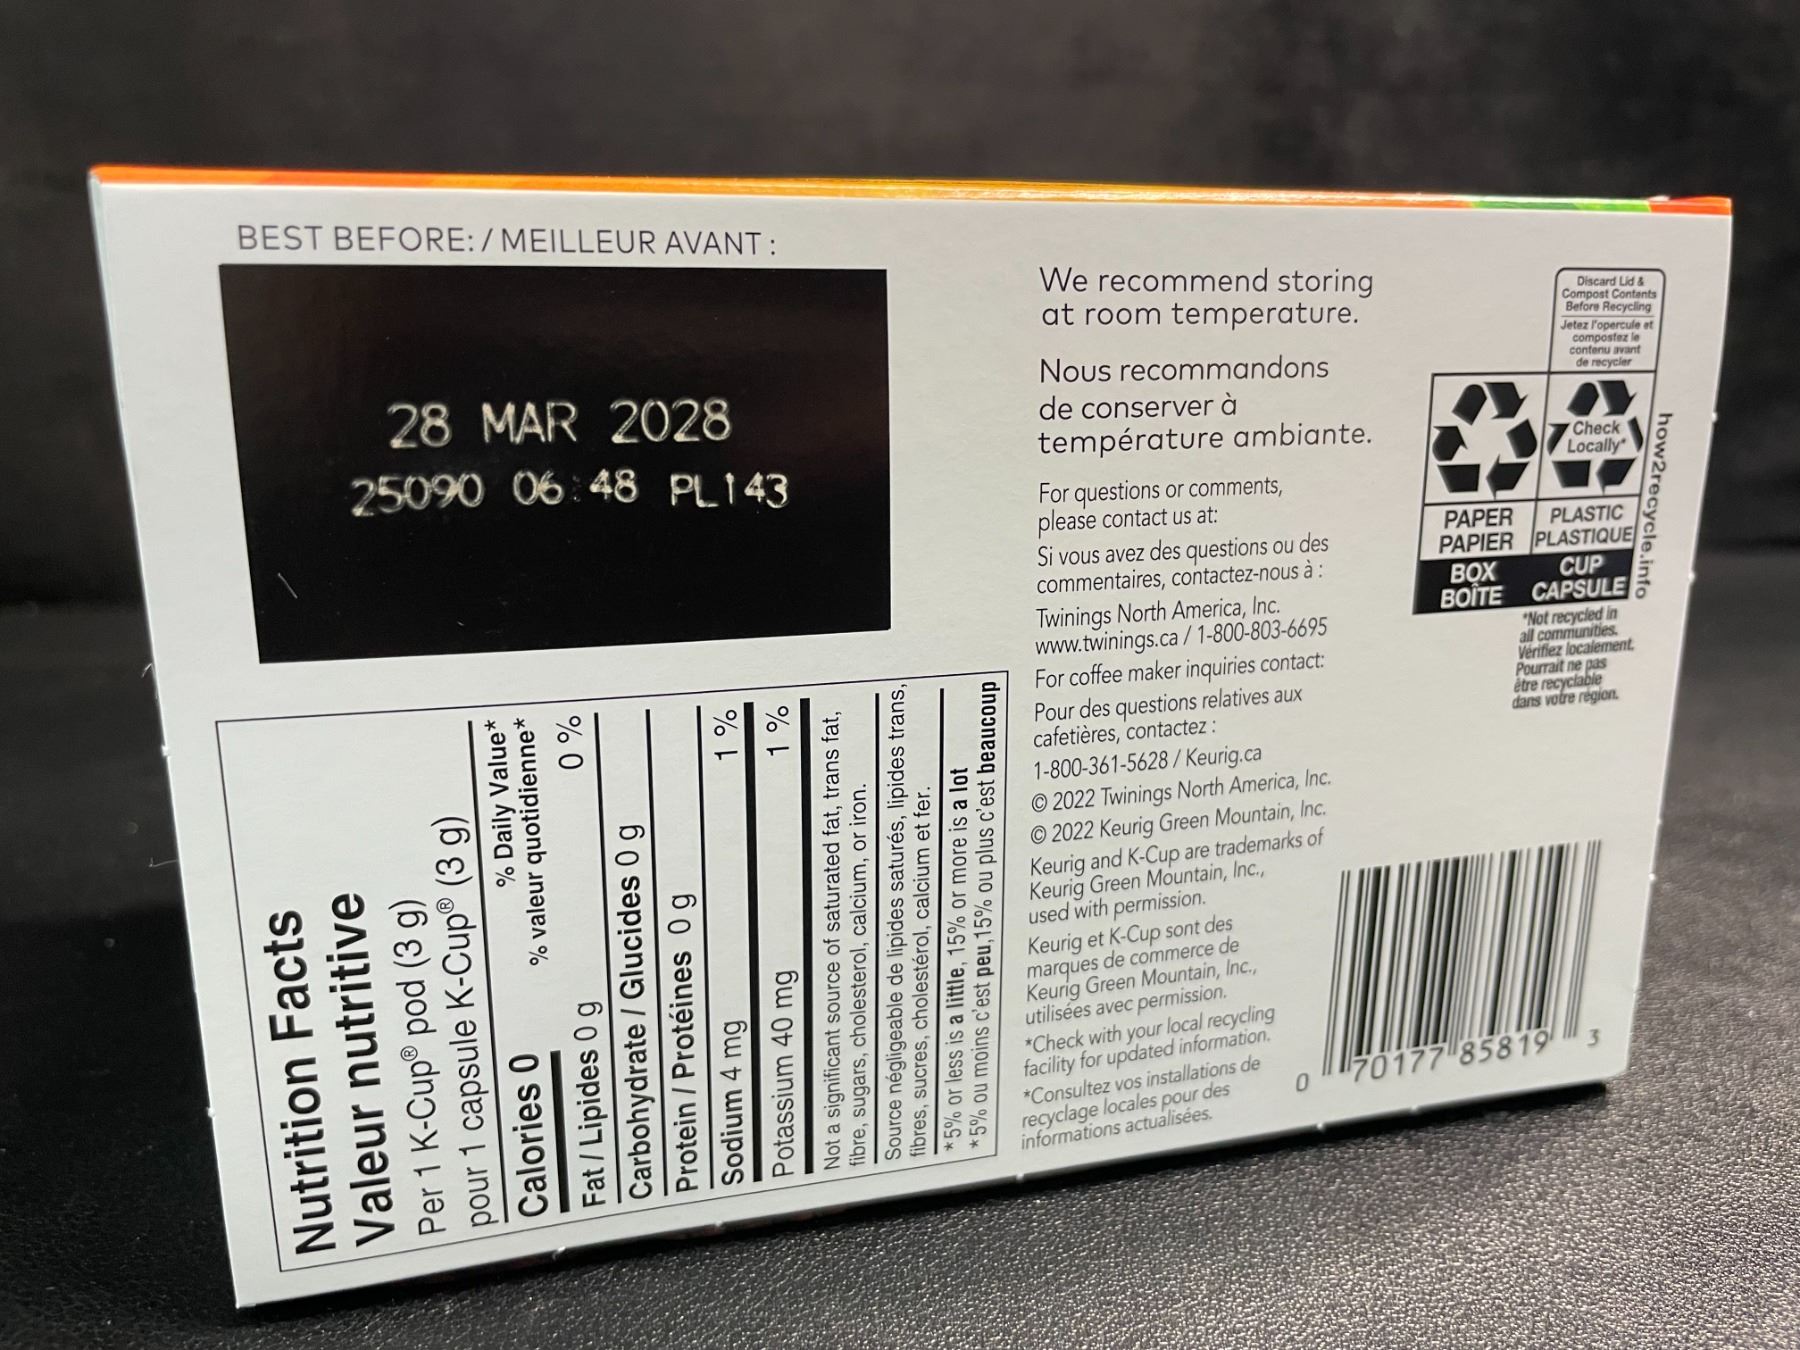 BEST BEFORE: / MEILLEUR AVANT :
28 MAR 2028
25090 06:48 PL143
Nutrition Facts
Valeur nutritive
Per 1 K-Cup® pod (3 g)
pour 1 capsule K-Cup® (3 g)
% Daily Value*
Calories 0 % valeur quotidienne*
Fat / Lipides 0 g 0 %
Carbohydrate / Glucides 0 g
Protein / Protéines 0 g
Sodium 4 mg 1 %
Potassium 40 mg 1 %
Not a significant source of saturated fat, trans fat,
fibre, sugars, cholesterol, calcium, or iron.
Source négligeable de lipides saturés, lipides trans,
fibres, sucres, cholestérol, calcium et fer.
*5% or less is a little, 15% or more is a lot
*5% ou moins c'est peu,15% ou plus c'est beaucoup
We recommend storing
at room temperature.
Nous recommandons
de conserver à
température ambiante.
For questions or comments,
please contact us at:
Si vous avez des questions ou des
commentaires, contactez-nous à :
Twinings North America, Inc.
www.twinings.ca / 1-800-803-6695
For coffee maker inquiries contact:
Pour des questions relatives aux
cafetières, contactez :
1-800-361-5628 / Keurig.ca
© 2022 Twinings North America, Inc.
© 2022 Keurig Green Mountain, Inc.
Keurig and K-Cup are trademarks of
Keurig Green Mountain, Inc.,
used with permission.
Keurig et K-Cup sont des
marques de commerce de
Keurig Green Mountain, Inc.,
utilisées avec permission.
*Check with your local recycling
facility for updated information.
*Consultez vos installations de
recyclage locales pour des
informations actualisées.
Discard Lid &
Compost Contents
Before Recycling
Jetez l'opercule et
compostez le
contenu avant
de recycler
Check
Locally*
PAPER
PAPIER
BOX
BOÎTE
PLASTIC
PLASTIQUE
CUP
CAPSULE
how2recycle.info
*Not recycled in
all communities.
Vérifiez localement.
Pourrait ne pas
être recyclable
dans votre région.
0 70177 85819 3